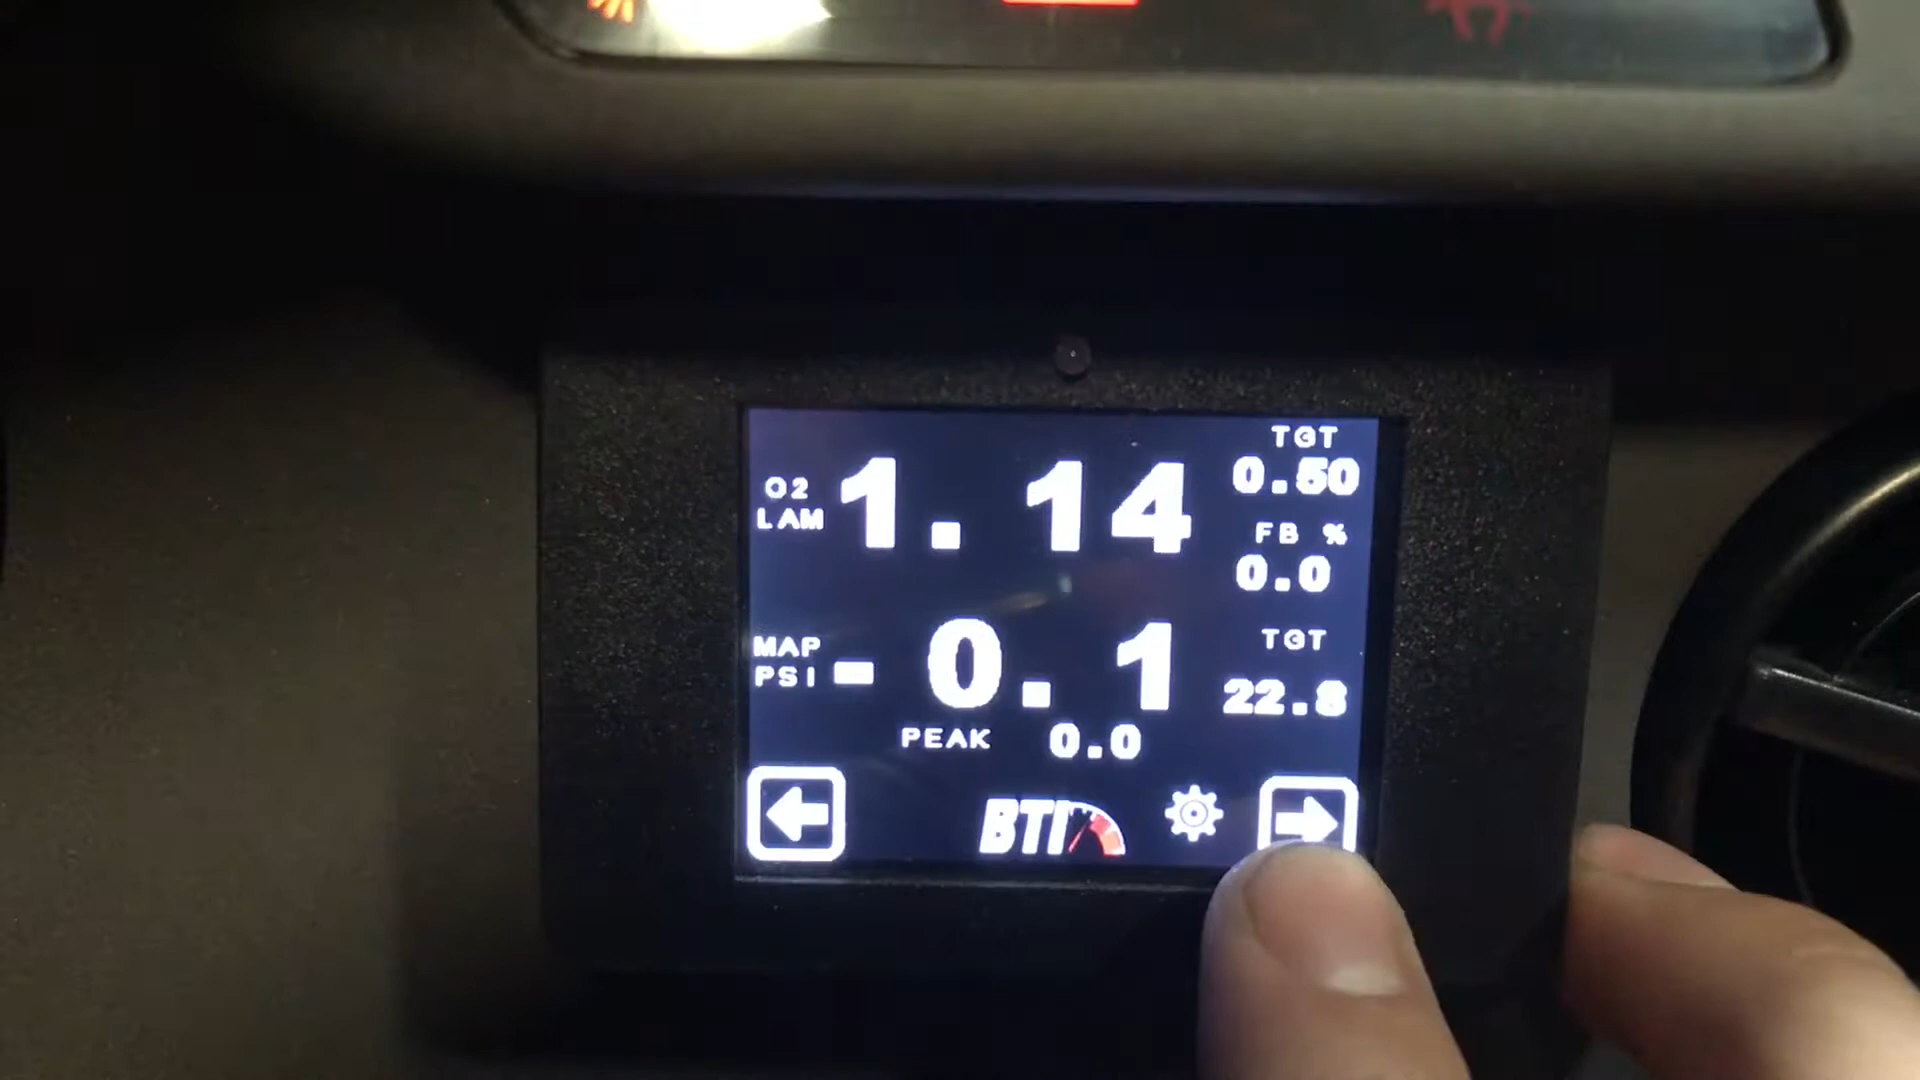 TGT
O2
LAM
1.14
0.50
FB %
0.0
MAP
PSI
-0.1
TGT
22.8
PEAK 0.0
BTI